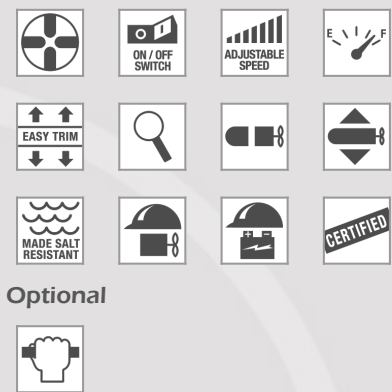 ON / OFF
SWITCH
ADJUSTABLE
SPEED
E F
EASY TRIM
MADE SALT
RESISTANT
CERTIFIED
Optional